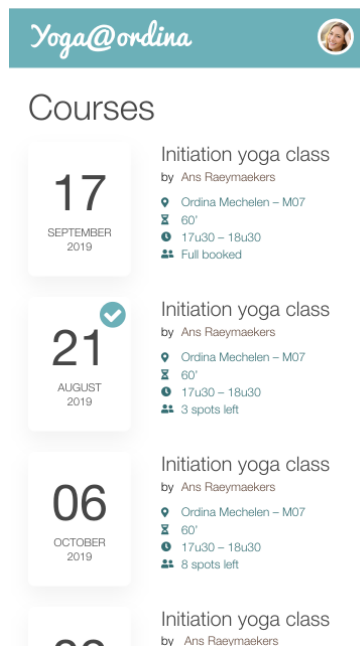 Yoga@ordina
Courses
17
SEPTEMBER
2019
Initiation yoga class
by Ans Raeymaekers
Ordina Mechelen – M07
60'
17u30 – 18u30
Full booked
21
AUGUST
2019
Initiation yoga class
by Ans Raeymaekers
Ordina Mechelen – M07
60'
17u30 – 18u30
3 spots left
06
OCTOBER
2019
Initiation yoga class
by Ans Raeymaekers
Ordina Mechelen – M07
60'
17u30 – 18u30
8 spots left
Initiation yoga class
by Ans Raeymaekers